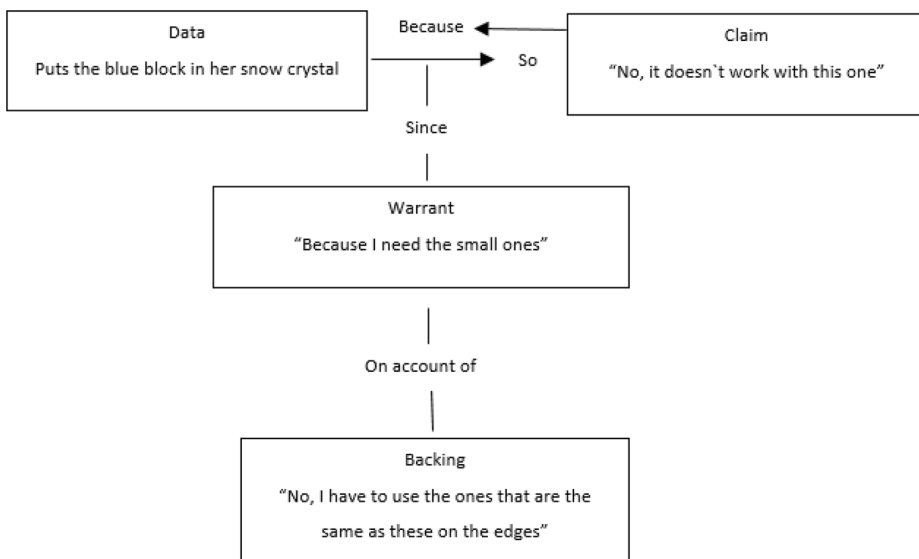 Data
Puts the blue block in her snow crystal
Because
So
Claim
“No, it doesn`t work with this one”
Since
Warrant
“Because I need the small ones”
On account of
Backing
“No, I have to use the ones that are the
same as these on the edges”